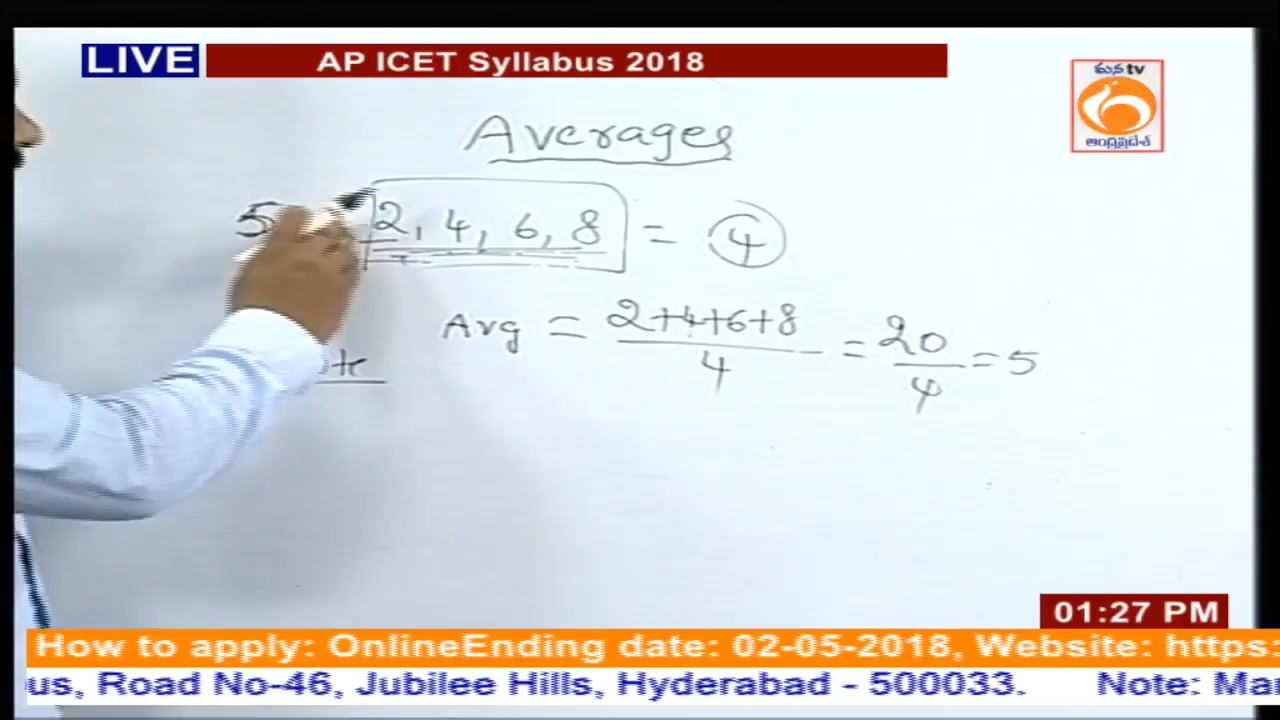 LIVE AP ICET Syllabus 2018
మన tv
ఆంధ్రప్రదేశ్
Averages
5 2, 4, 6, 8 = 4
Avg = 2+4+6+8 / 4 = 20 / 4 = 5
01:27 PM
How to apply: OnlineEnding date: 02-05-2018, Website: https:
us, Road No-46, Jubilee Hills, Hyderabad - 500033. Note: Mar